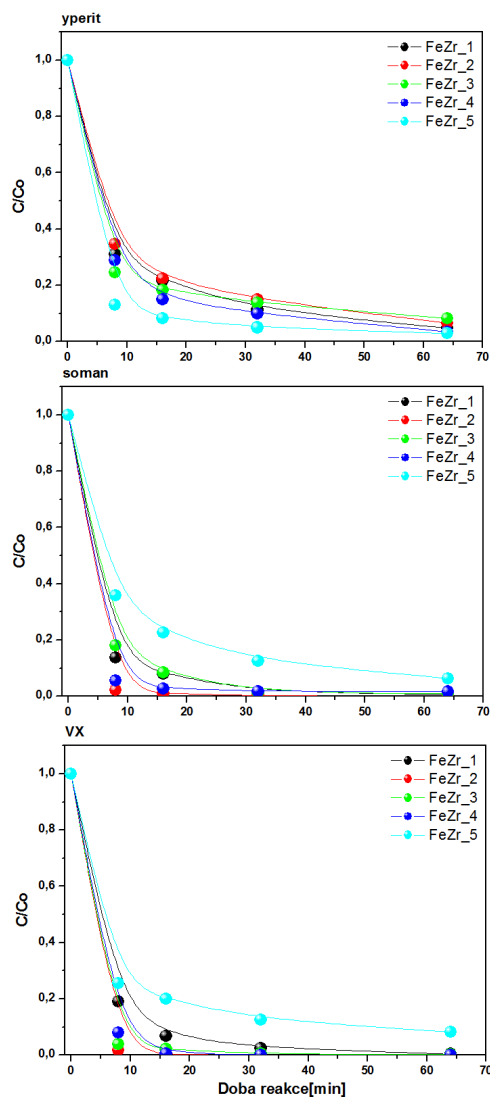 yperit
1,0
0,8
0,6
0,4
0,2
0,0
C/Co
FeZr_1
FeZr_2
FeZr_3
FeZr_4
FeZr_5
0 10 20 30 40 50 60 70
soman
1,0
0,8
0,6
0,4
0,2
0,0
C/Co
FeZr_1
FeZr_2
FeZr_3
FeZr_4
FeZr_5
0 10 20 30 40 50 60 70
VX
1,0
0,8
0,6
0,4
0,2
0,0
C/Co
FeZr_1
FeZr_2
FeZr_3
FeZr_4
FeZr_5
0 10 20 30 40 50 60 70
Doba reakce[min]